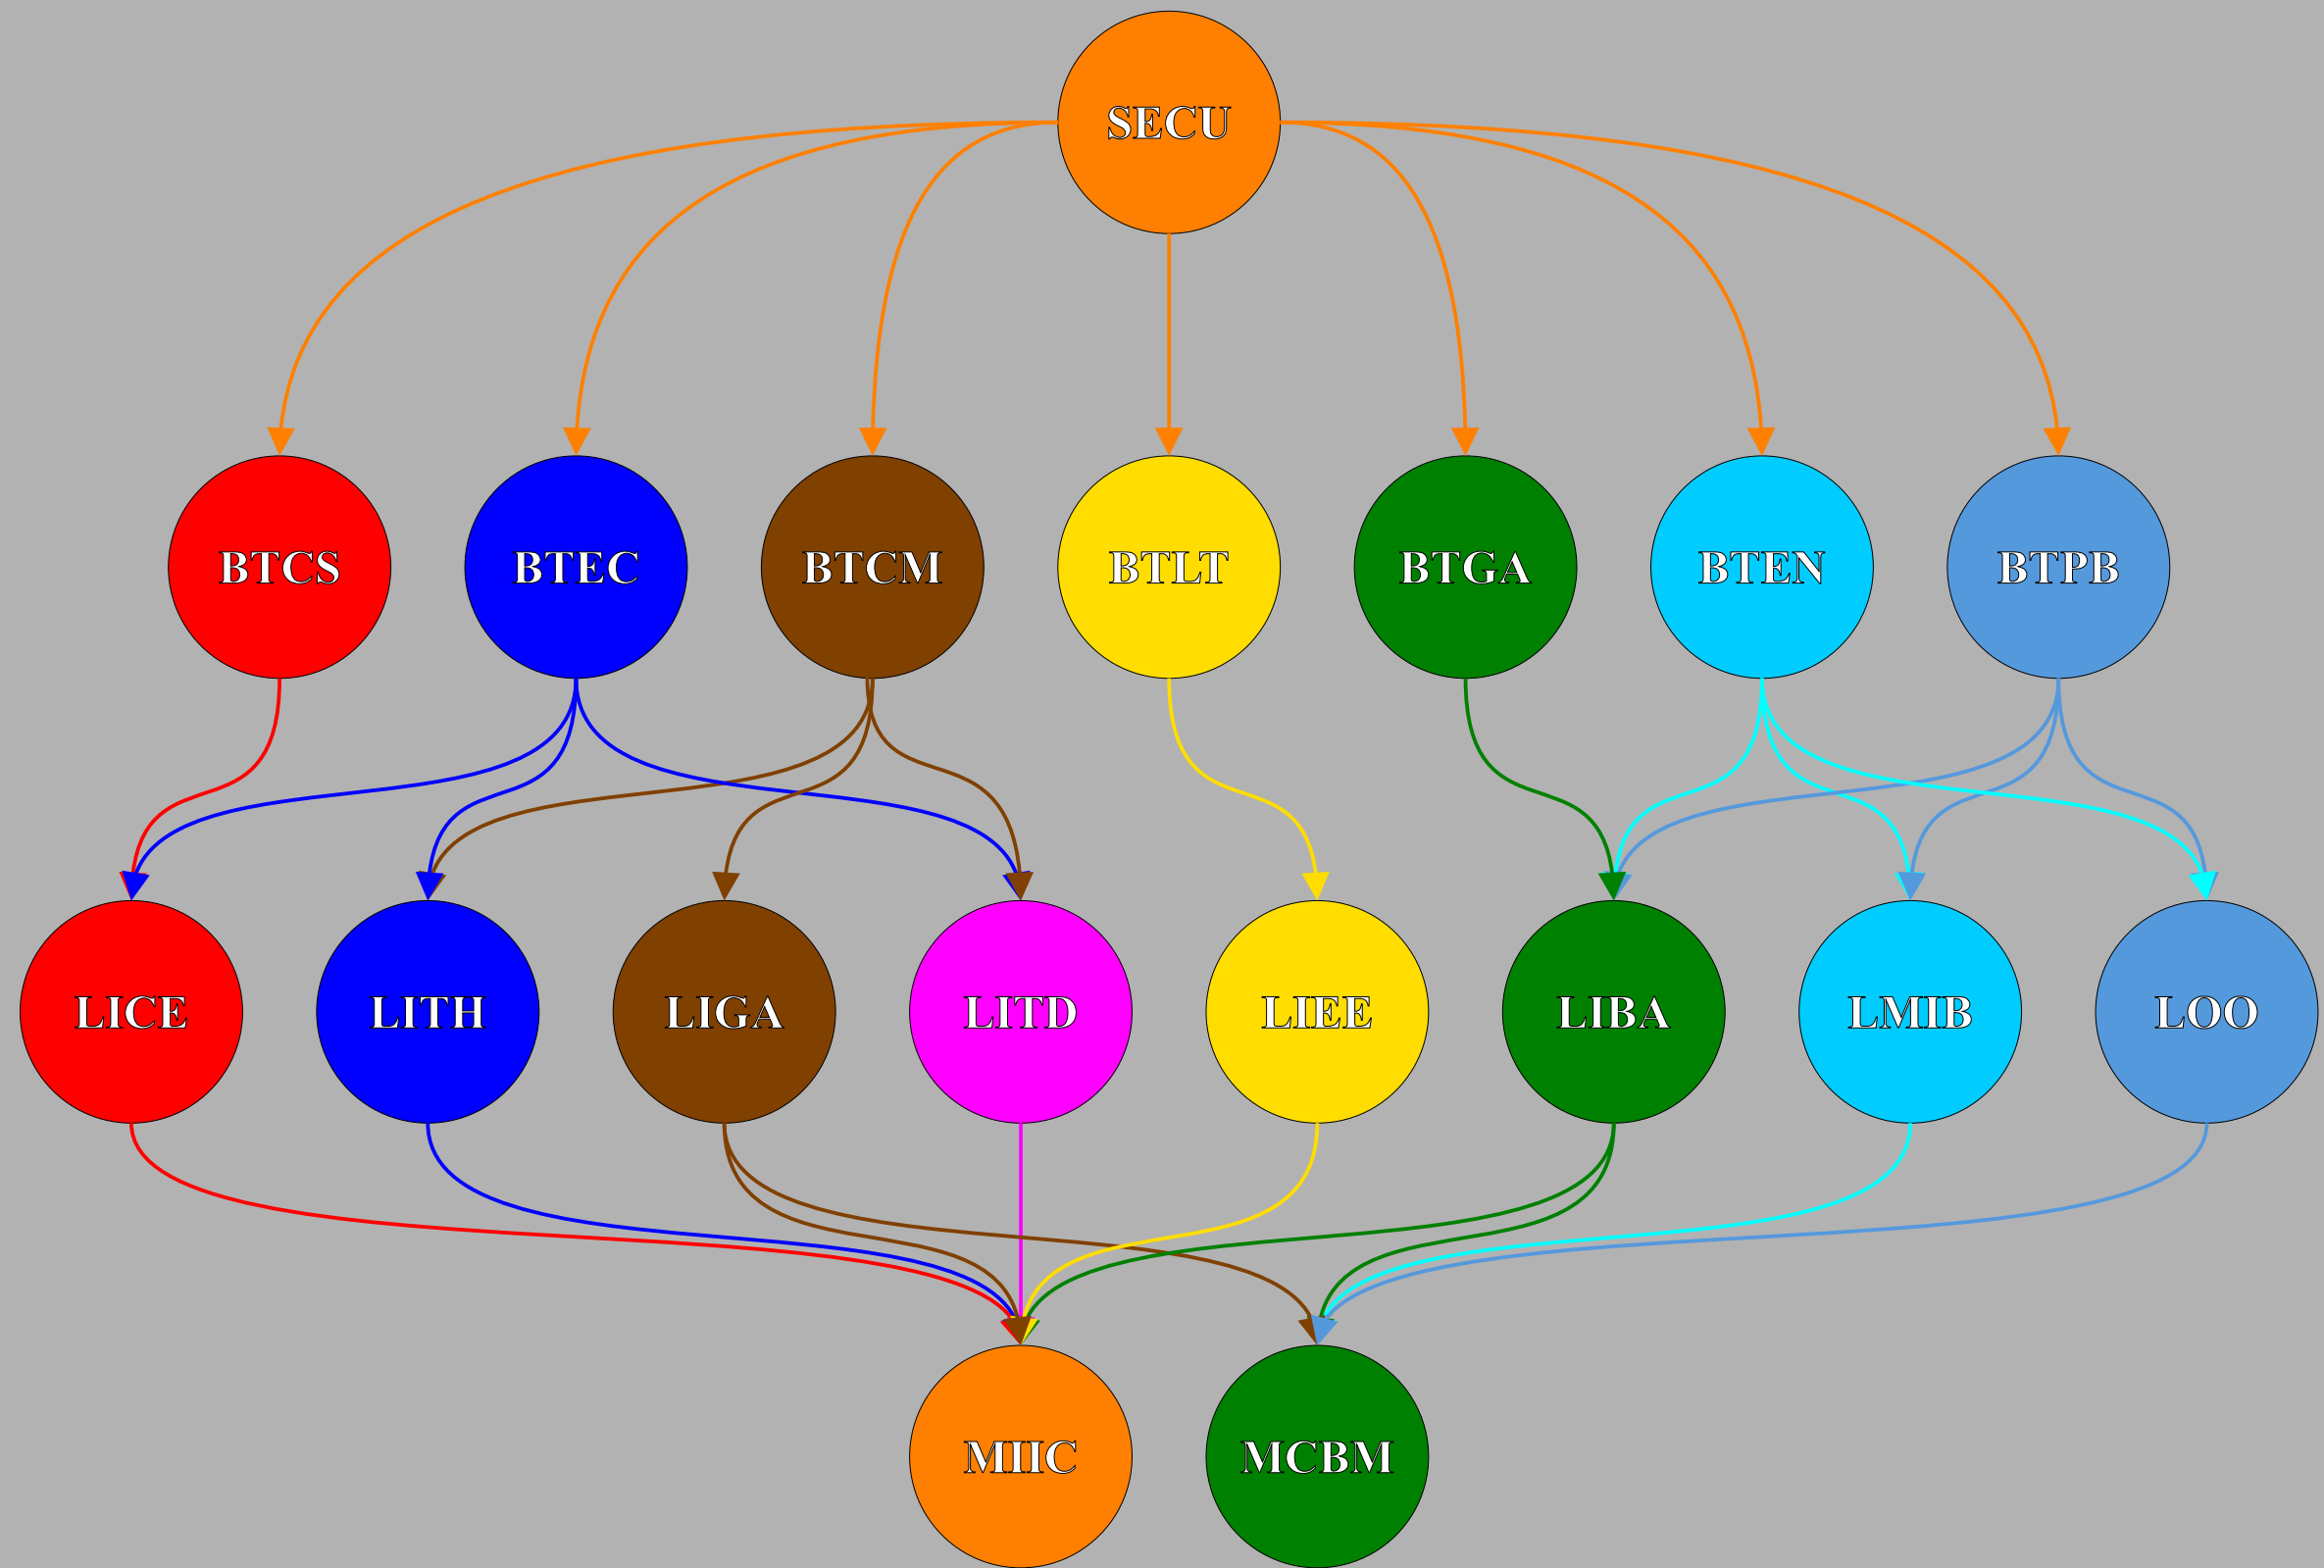 SECU
BTCS
BTEC
BTCM
BTLT
BTGA
BTEN
BTPB
LICE
LITH
LIGA
LITD
LIEE
LIBA
LMIB
LOO
MIIC
MCBM